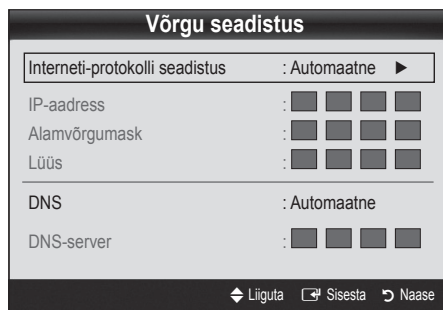 Võrgu seadistus
Interneti-protokolli seadistus : Automaatne ►
IP-aadress :
Alamvõrgumask :
Lüüs :
DNS : Automaatne
DNS-server :
Liiguta Sisesta Naase